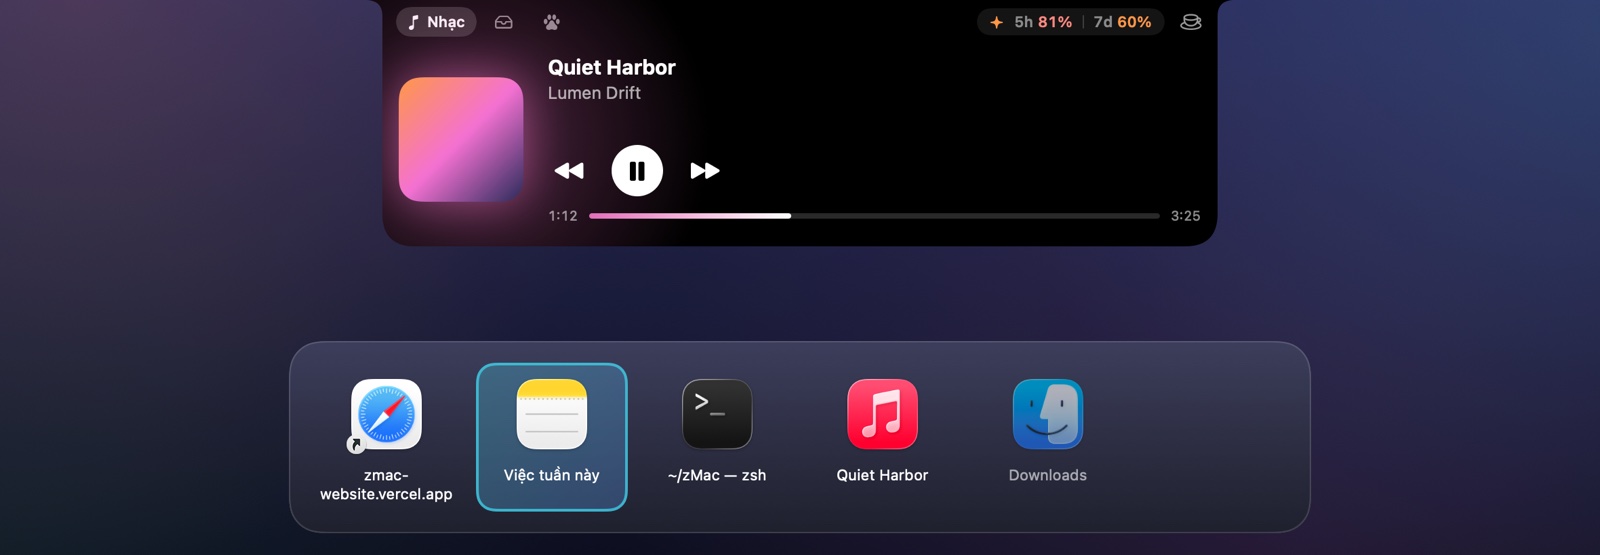 Nhạc
5h 81% 7d 60%
Quiet Harbor
Lumen Drift
1:12 3:25
>_
zmac-
website.vercel.app
Việc tuần này
~/zMac — zsh
Quiet Harbor
Downloads